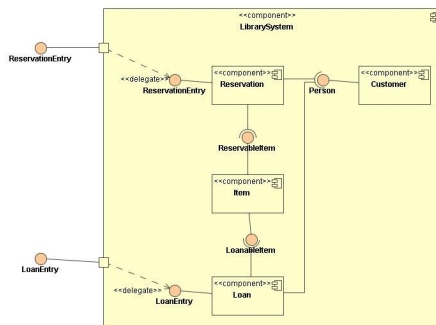 <<component>>
LibrarySystem
ReservationEntry
<<delegate>>
ReservationEntry
<<component>>
Reservation
Person
<<component>>
Customer
ReservableItem
<<component>>
Item
LoanableItem
LoanEntry
<<delegate>>
LoanEntry
<<component>>
Loan